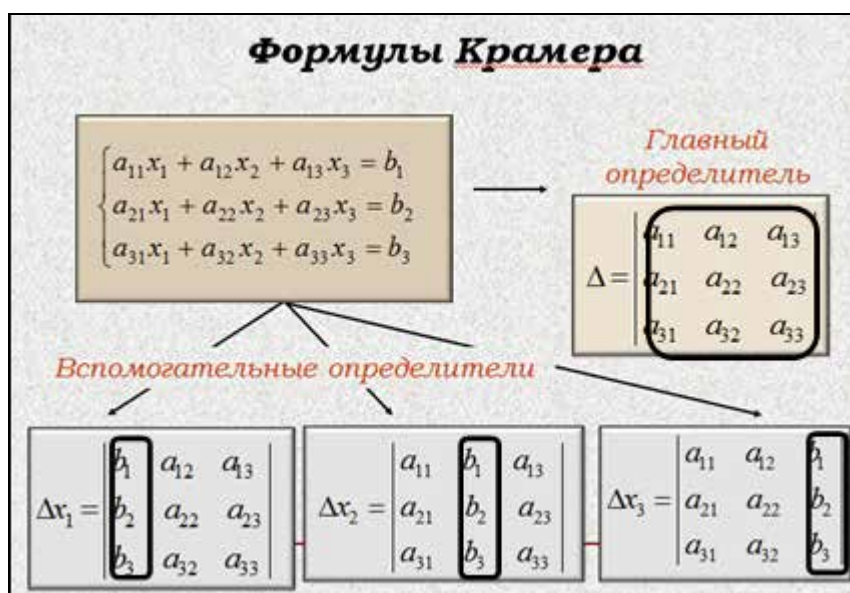 Формулы Крамера
a₁₁x₁ + a₁₂x₂ + a₁₃x₃ = b₁
a₂₁x₁ + a₂₂x₂ + a₂₃x₃ = b₂
a₃₁x₁ + a₃₂x₂ + a₃₃x₃ = b₃
Главный
определитель
a₁₁ a₁₂ a₁₃
Δ = a₂₁ a₂₂ a₂₃
a₃₁ a₃₂ a₃₃
Вспомогательные определители
b₁ a₁₂ a₁₃
Δx₁ = b₂ a₂₂ a₂₃
b₃ a₃₂ a₃₃
a₁₁ b₁ a₁₃
Δx₂ = a₂₁ b₂ a₂₃
a₃₁ b₃ a₃₃
a₁₁ a₁₂ b₁
Δx₃ = a₂₁ a₂₂ b₂
a₃₁ a₃₂ b₃